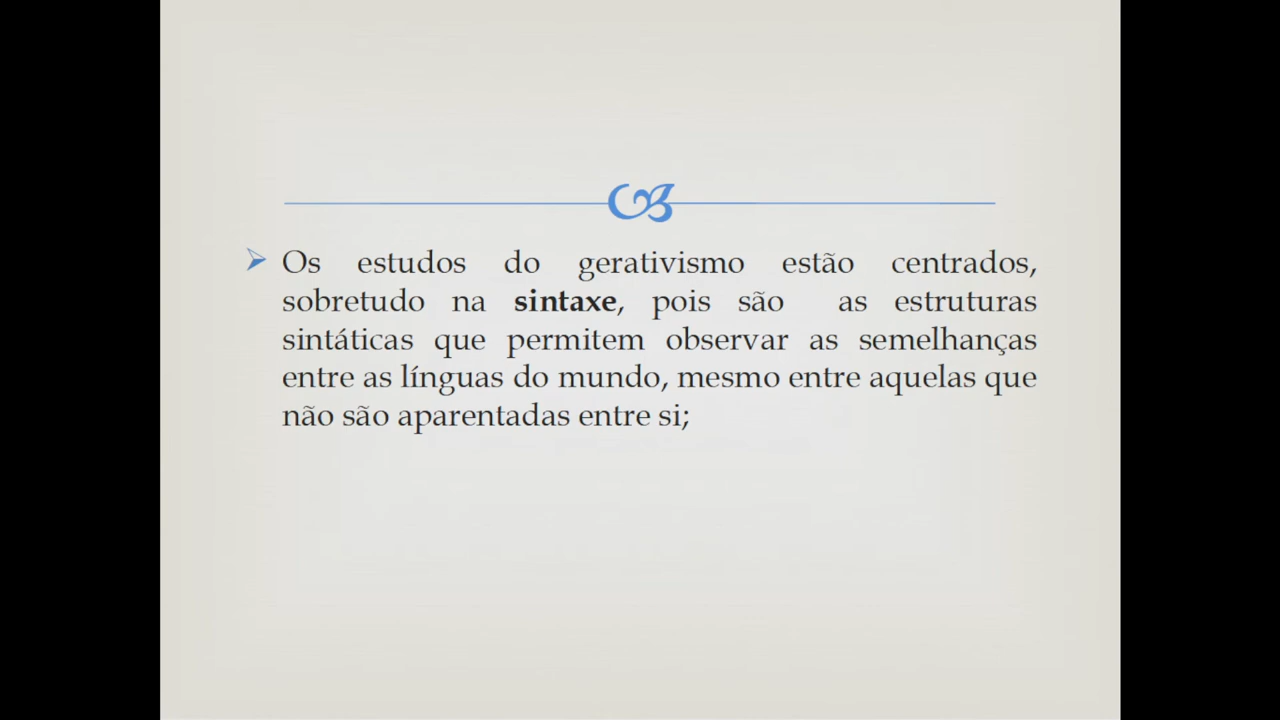 Os estudos do gerativismo estão centrados,
sobretudo na sintaxe, pois são as estruturas
sintáticas que permitem observar as semelhanças
entre as línguas do mundo, mesmo entre aquelas que
não são aparentadas entre si;